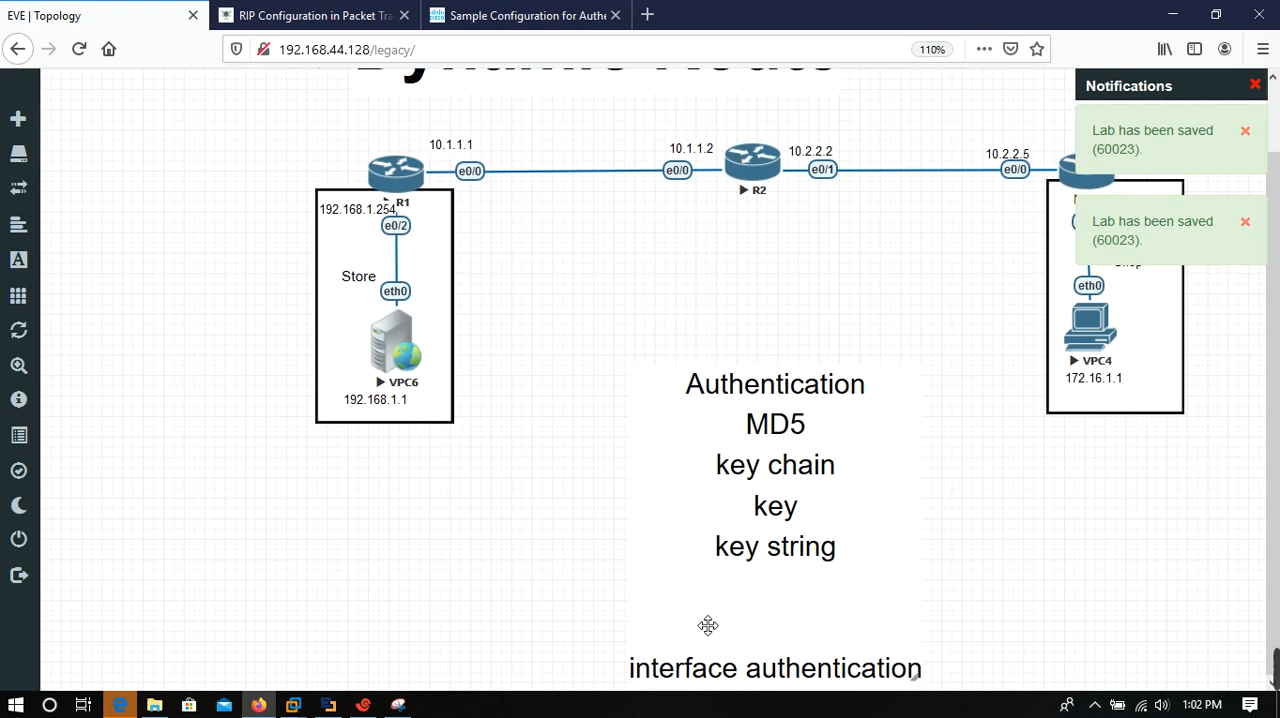 EVE | Topology
RIP Configuration in Packet Tra
Sample Configuration for Authe
192.168.44.128/legacy/
110%
Notifications
Lab has been saved
(60023).
Lab has been saved
(60023).
10.1.1.1
10.1.1.2
10.2.2.2
10.2.2.5
e0/0
e0/0
e0/1
e0/0
R2
R1
192.168.1.254
e0/2
Store
eth0
eth0
VPC6
192.168.1.1
VPC4
172.16.1.1
Authentication
MD5
key chain
key
key string
interface authentication
1:02 PM